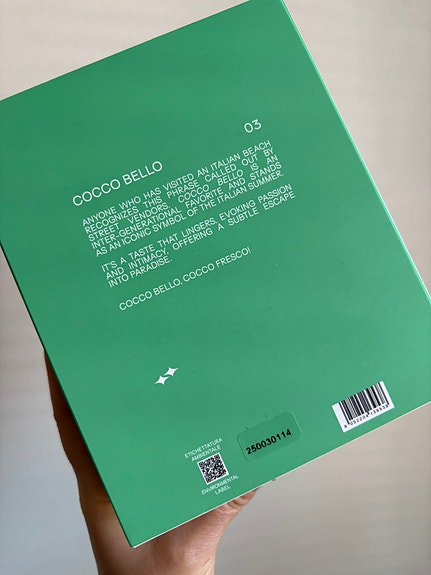 03
COCCO BELLO
ANYONE WHO HAS VISITED AN ITALIAN BEACH
RECOGNIZES THIS PHRASE CALLED OUT BY
STREET VENDORS. COCCO BELLO IS AN
INTER-GENERATIONAL FAVORITE AND STANDS
AS AN ICONIC SYMBOL OF THE ITALIAN SUMMER.
IT'S A TASTE THAT LINGERS, EVOKING PASSION
AND INTIMACY, OFFERING A SUBTLE ESCAPE
INTO PARADISE.
COCCO BELLO, COCCO FRESCO!
ETICHETTATURA
AMBIENTALE
ENVIRONMENTAL
LABEL
250030114